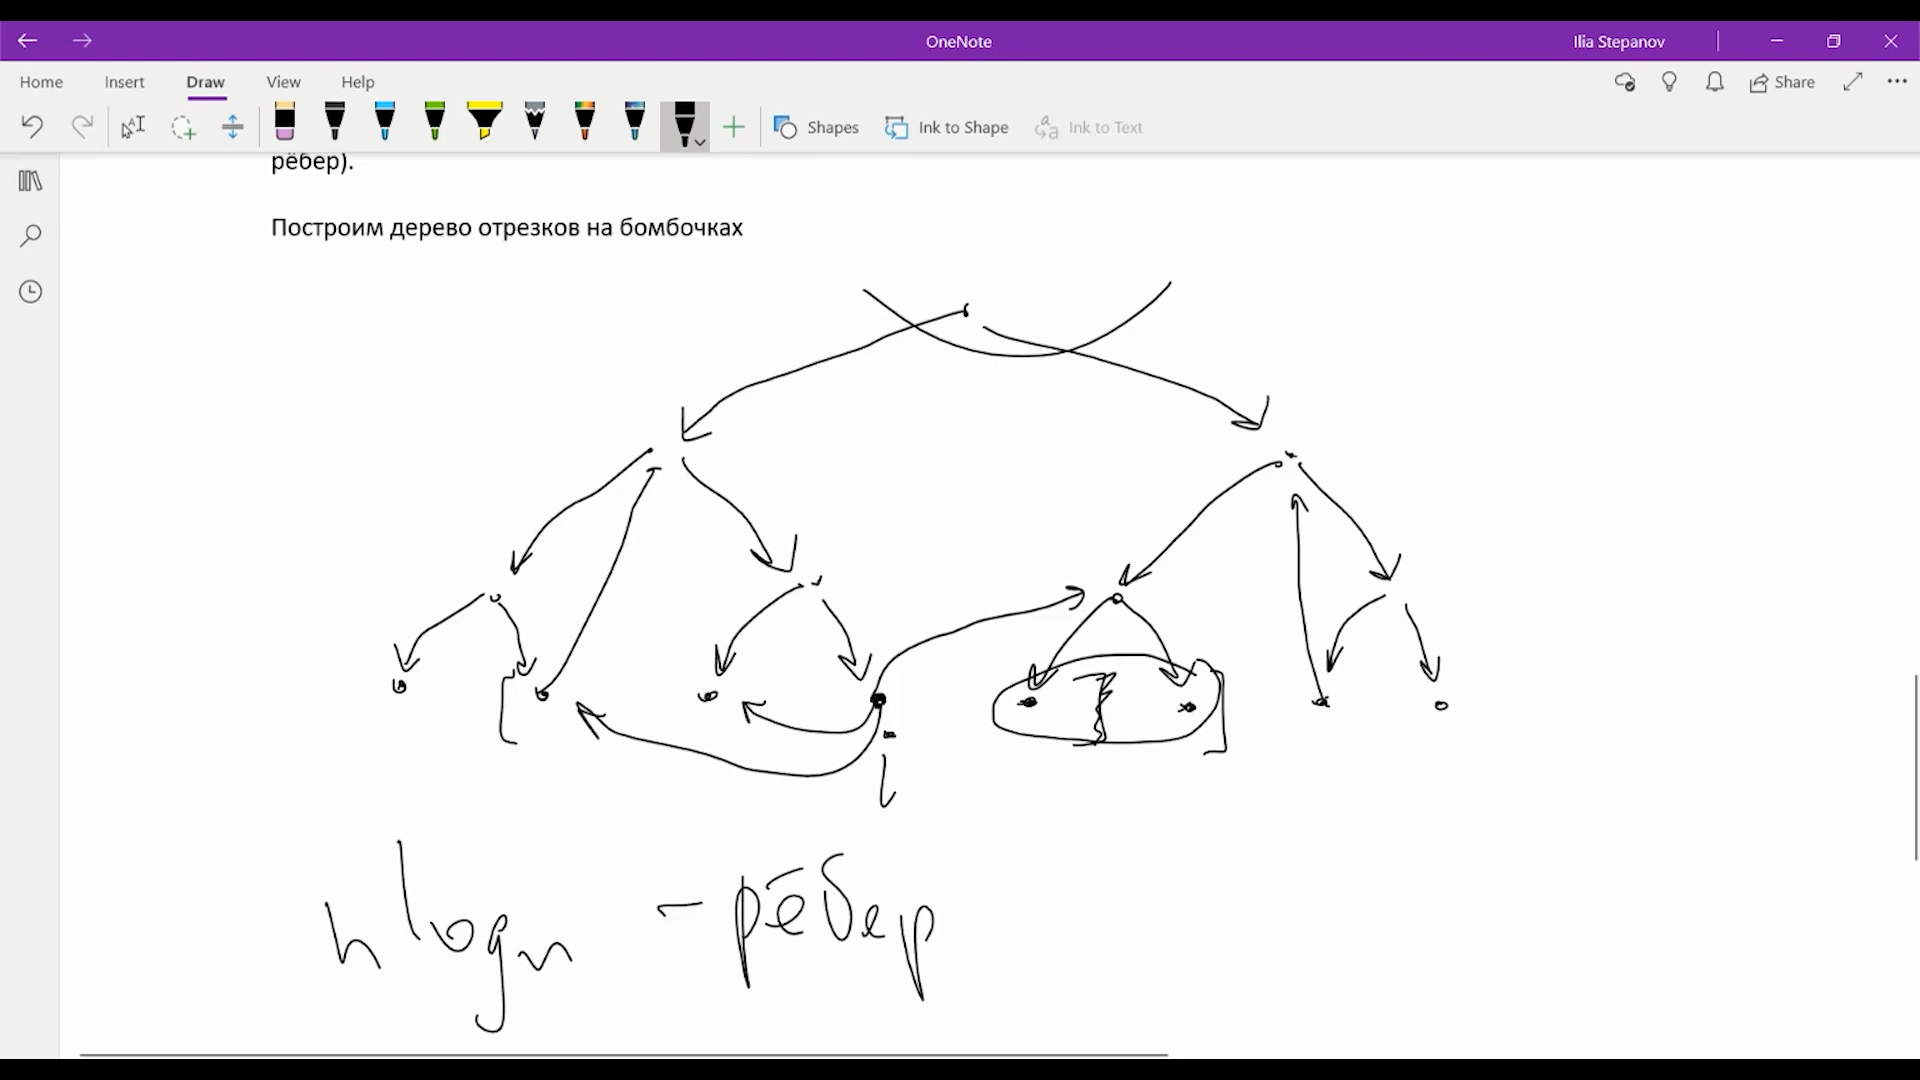 OneNote
Ilia Stepanov
Home Insert Draw View Help
Share
Shapes Ink to Shape Ink to Text
рёбер).
Построим дерево отрезков на бомбочках
i
n log n - рёбер